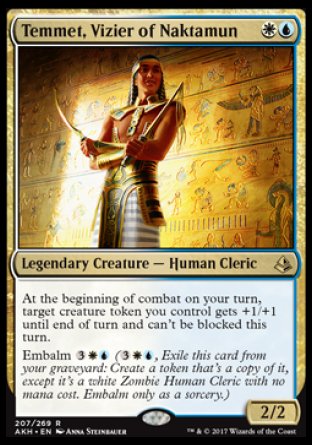 Temmet, Vizier of Naktamun
Legendary Creature — Human Cleric
At the beginning of combat on your turn,
target creature token you control gets +1/+1
until end of turn and can't be blocked this
turn.
Embalm 3 (3, Exile this card from
your graveyard: Create a token that's a copy of it,
except it's a white Zombie Human Cleric with
no mana cost. Embalm only as a sorcery.)
2/2
207/269 R
AKH • EN Anna Steinbauer
™ & © 2017 Wizards of the Coast